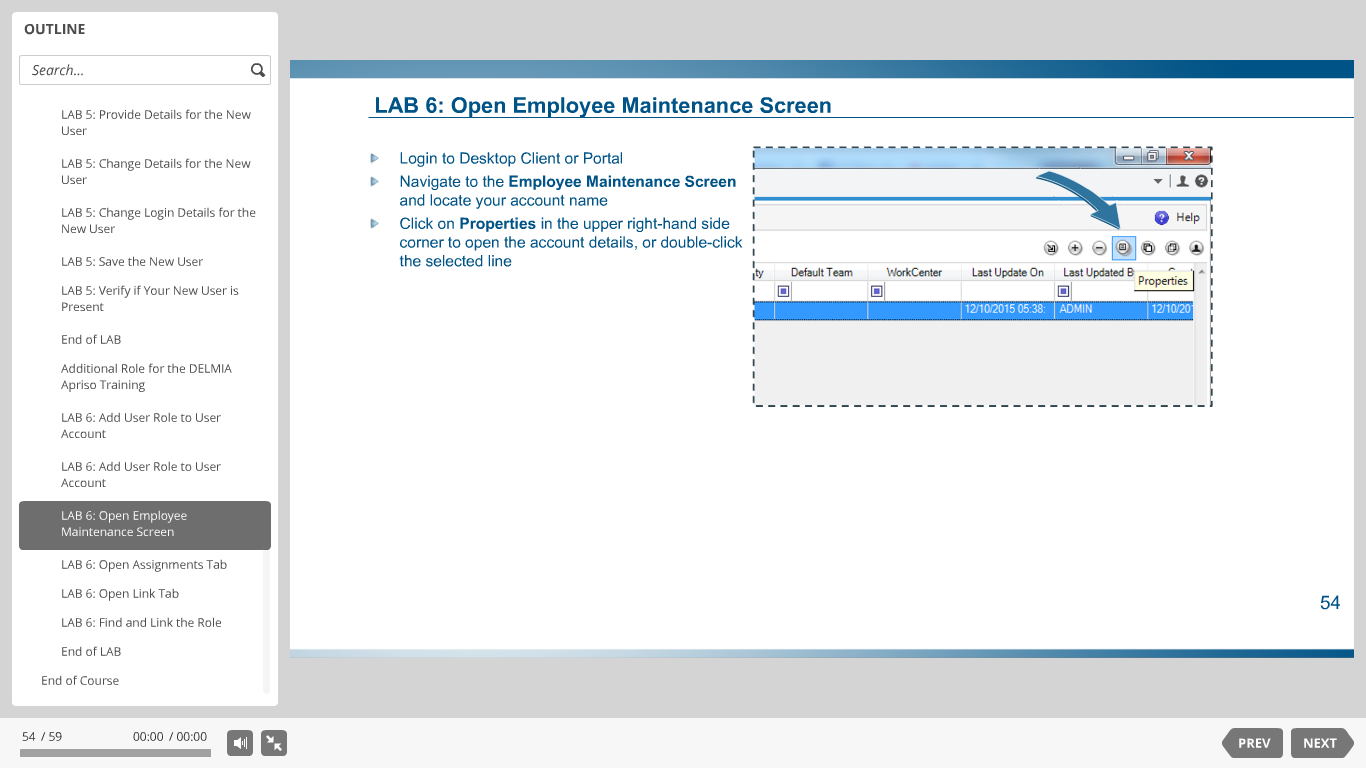 OUTLINE
Search...
LAB 5: Provide Details for the New
User
LAB 5: Change Details for the New
User
LAB 5: Change Login Details for the
New User
LAB 5: Save the New User
LAB 5: Verify if Your New User is
Present
End of LAB
Additional Role for the DELMIA
Apriso Training
LAB 6: Add User Role to User
Account
LAB 6: Add User Role to User
Account
LAB 6: Open Employee
Maintenance Screen
LAB 6: Open Assignments Tab
LAB 6: Open Link Tab
LAB 6: Find and Link the Role
End of LAB
End of Course
LAB 6: Open Employee Maintenance Screen
Login to Desktop Client or Portal
Navigate to the Employee Maintenance Screen
and locate your account name
Click on Properties in the upper right-hand side
corner to open the account details, or double-click
the selected line
Help
ty Default Team WorkCenter Last Update On Last Updated B
Properties
12/10/2015 05:38: ADMIN 12/10/201
54
54 / 59 00:00 / 00:00
PREV NEXT